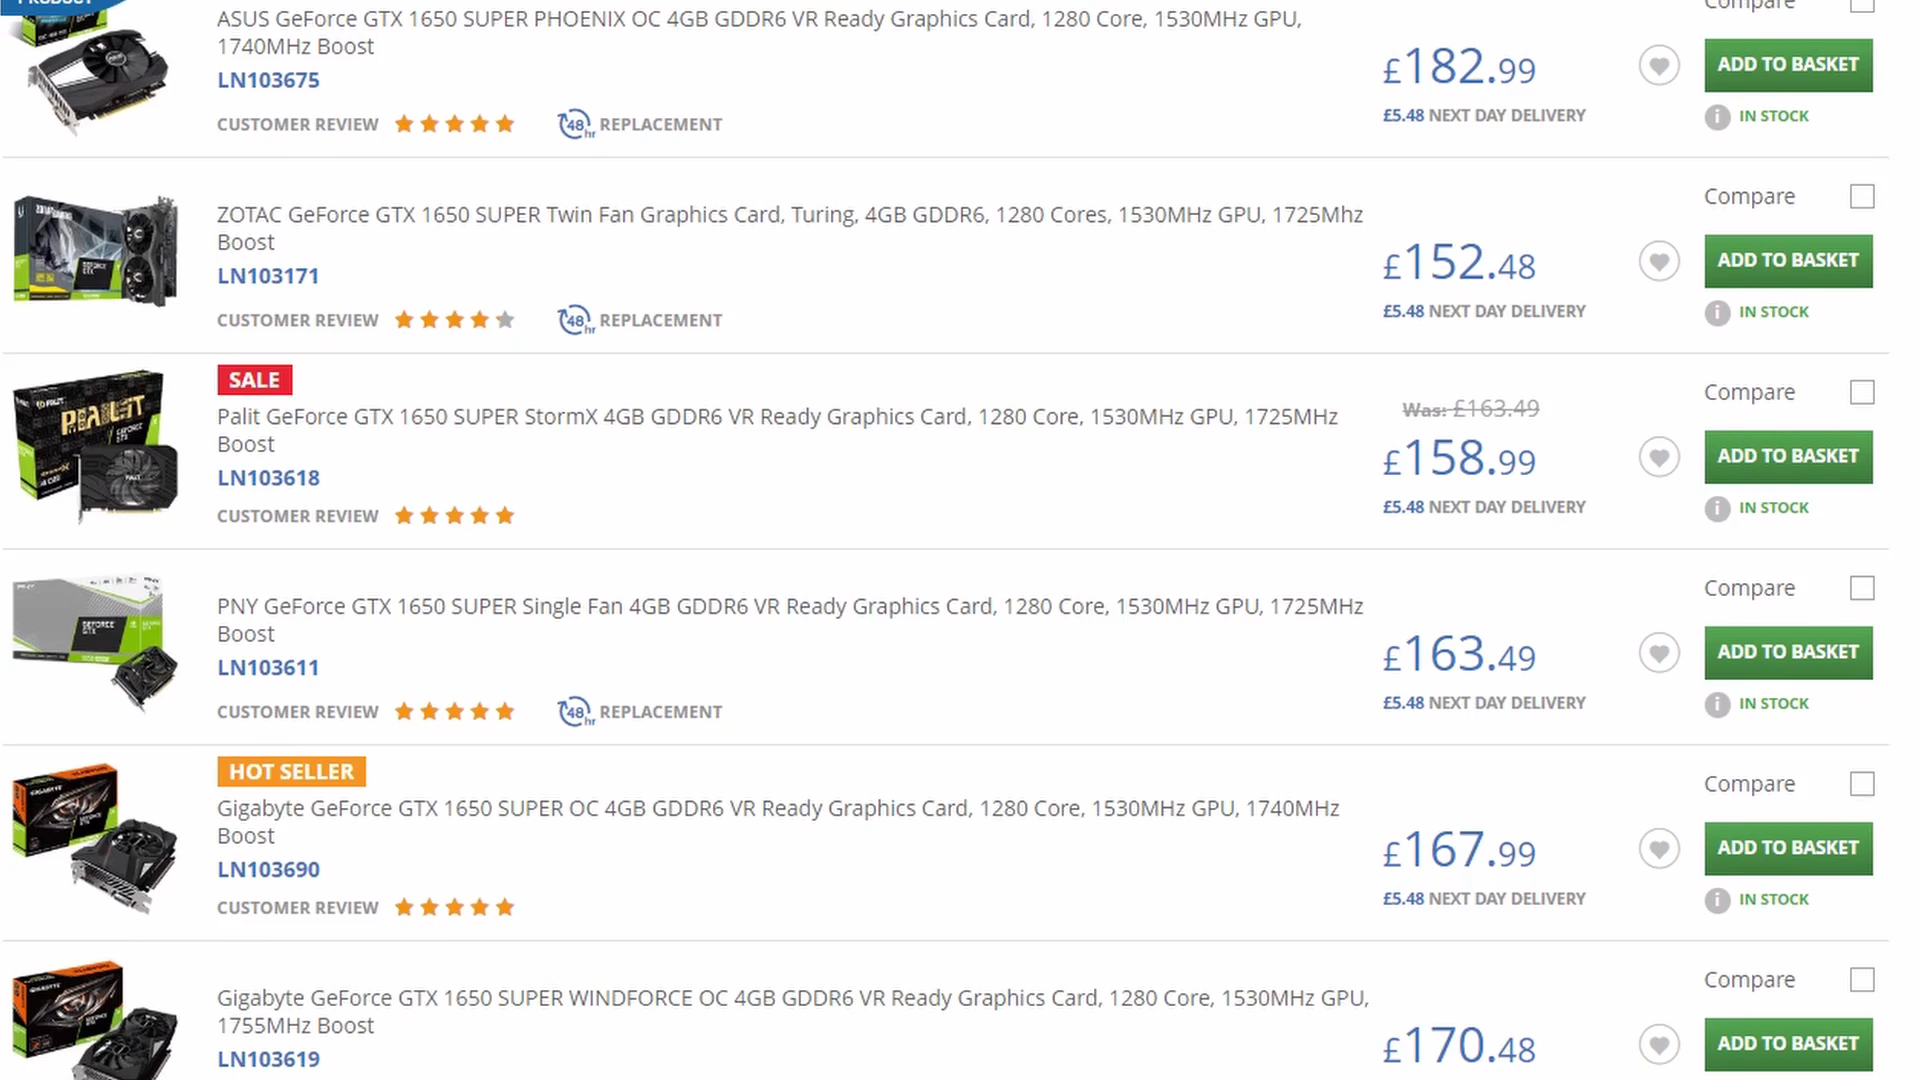 PRODUCT
Compare
ASUS GeForce GTX 1650 SUPER PHOENIX OC 4GB GDDR6 VR Ready Graphics Card, 1280 Core, 1530MHz GPU,
1740MHz Boost
LN103675
CUSTOMER REVIEW
48hr REPLACEMENT
£182.99
£5.48 NEXT DAY DELIVERY
ADD TO BASKET
IN STOCK
ZOTAC GeForce GTX 1650 SUPER Twin Fan Graphics Card, Turing, 4GB GDDR6, 1280 Cores, 1530MHz GPU, 1725Mhz
Boost
LN103171
CUSTOMER REVIEW
48hr REPLACEMENT
£152.48
£5.48 NEXT DAY DELIVERY
Compare
ADD TO BASKET
IN STOCK
PALIT
SALE
Palit GeForce GTX 1650 SUPER StormX 4GB GDDR6 VR Ready Graphics Card, 1280 Core, 1530MHz GPU, 1725MHz
Boost
LN103618
CUSTOMER REVIEW
Was: £163.49
£158.99
£5.48 NEXT DAY DELIVERY
Compare
ADD TO BASKET
IN STOCK
GEFORCE
GTX
PNY GeForce GTX 1650 SUPER Single Fan 4GB GDDR6 VR Ready Graphics Card, 1280 Core, 1530MHz GPU, 1725MHz
Boost
LN103611
CUSTOMER REVIEW
48hr REPLACEMENT
£163.49
£5.48 NEXT DAY DELIVERY
Compare
ADD TO BASKET
IN STOCK
GIGABYTE
HOT SELLER
Gigabyte GeForce GTX 1650 SUPER OC 4GB GDDR6 VR Ready Graphics Card, 1280 Core, 1530MHz GPU, 1740MHz
Boost
LN103690
CUSTOMER REVIEW
£167.99
£5.48 NEXT DAY DELIVERY
Compare
ADD TO BASKET
IN STOCK
GIGABYTE
Gigabyte GeForce GTX 1650 SUPER WINDFORCE OC 4GB GDDR6 VR Ready Graphics Card, 1280 Core, 1530MHz GPU,
1755MHz Boost
LN103619
£170.48
Compare
ADD TO BASKET